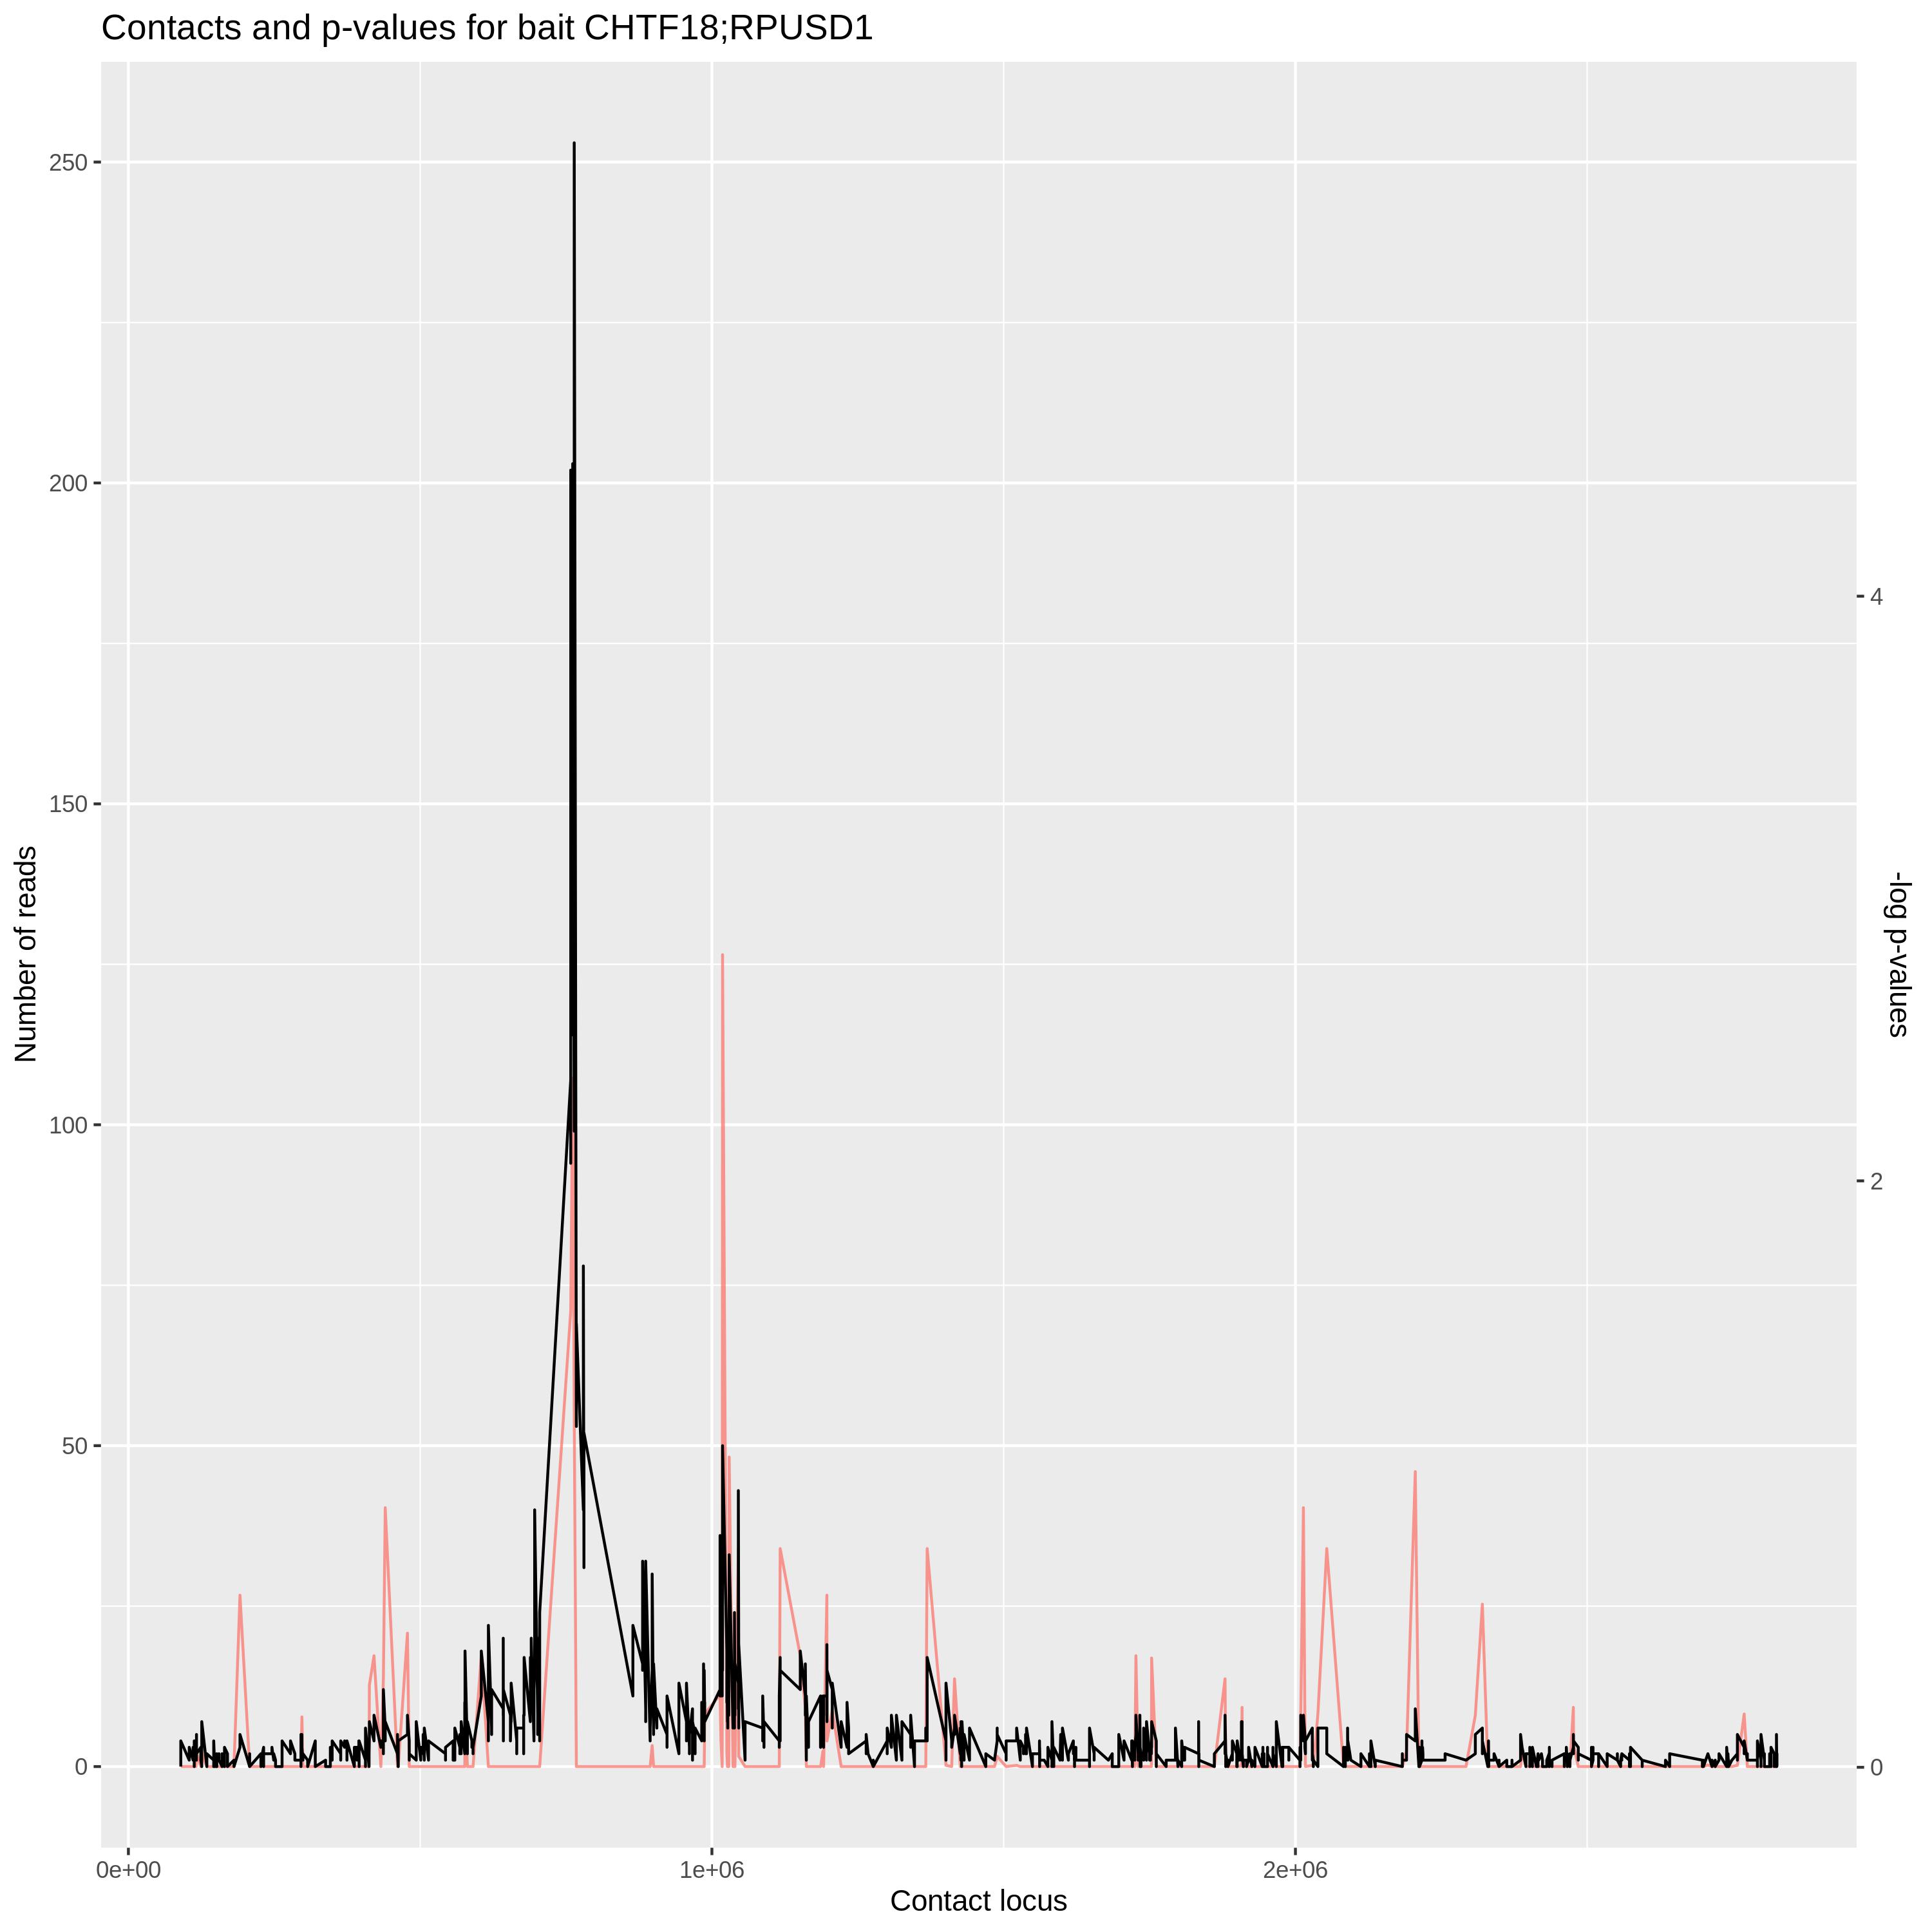 Contacts and p-values for bait CHTF18;RPUSD1
250
200
150
100
50
0
Number of reads
4
2
0
-log p-values
0e+00
1e+06
2e+06
Contact locus